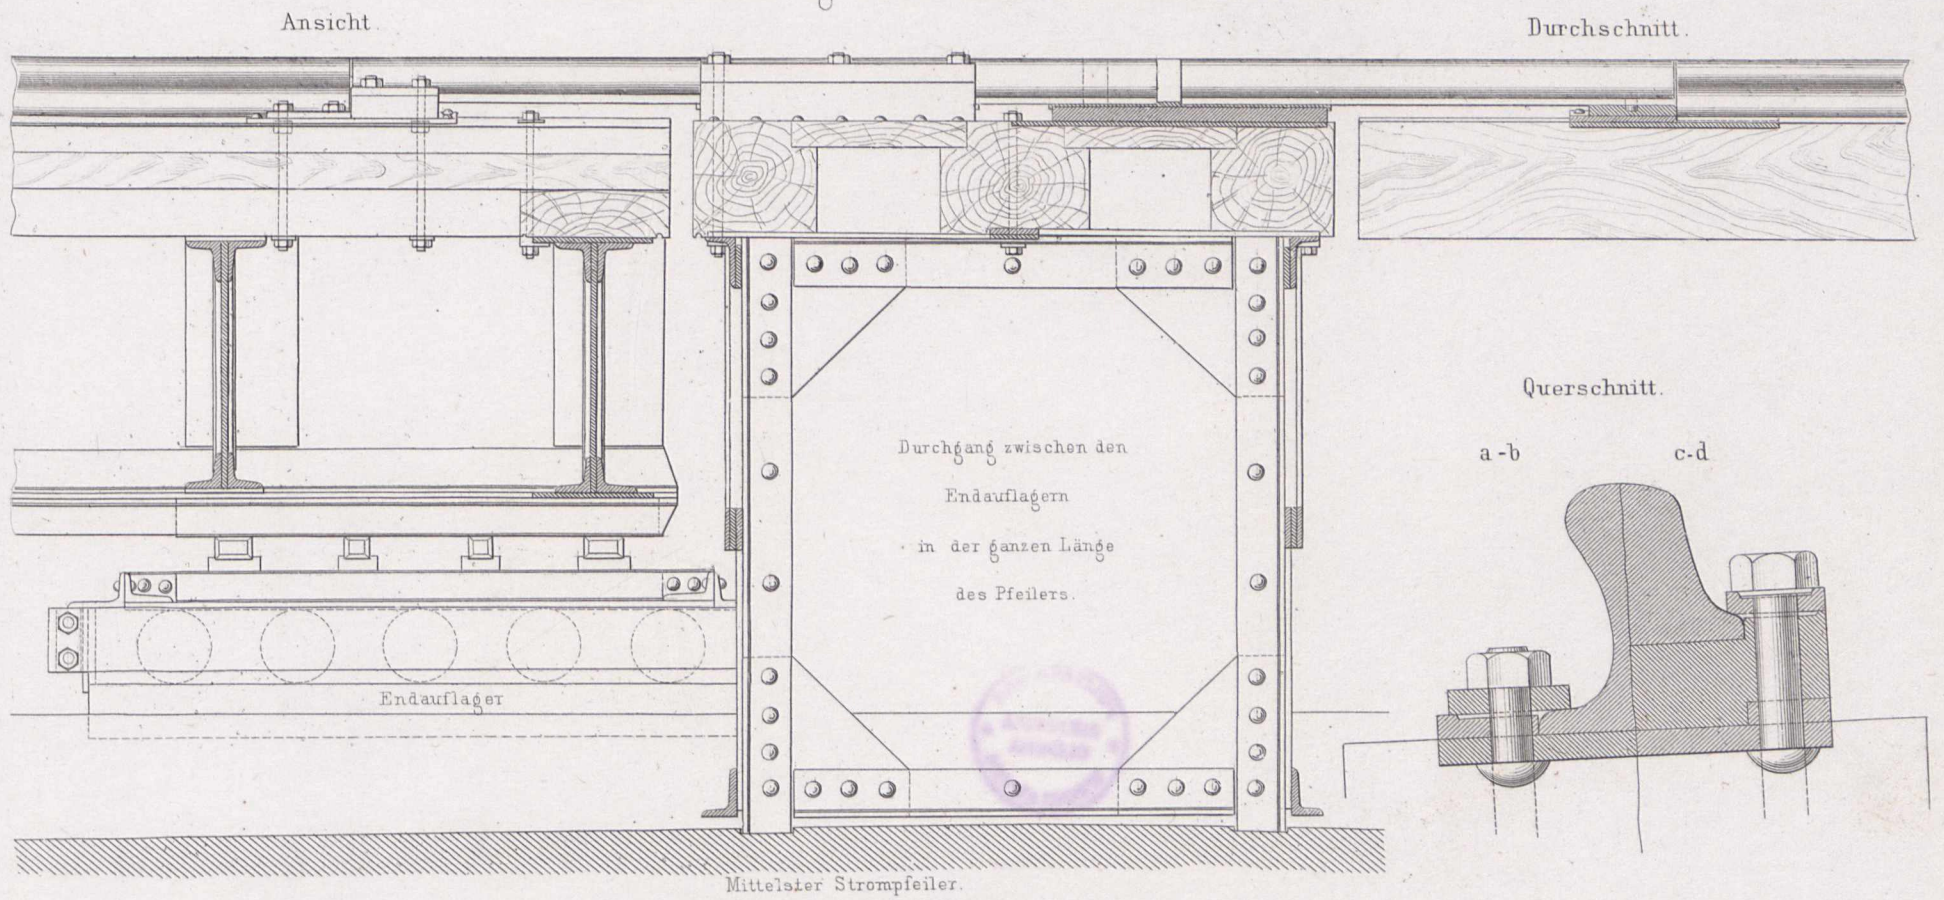 Ansicht.
Durchschnitt.
Querschnitt.
a-b
c-d
Durchgang zwischen den
Endauflagern
in der ganzen Länge
des Pfeilers.
Endauflager
Mittelster Strompfeiler.